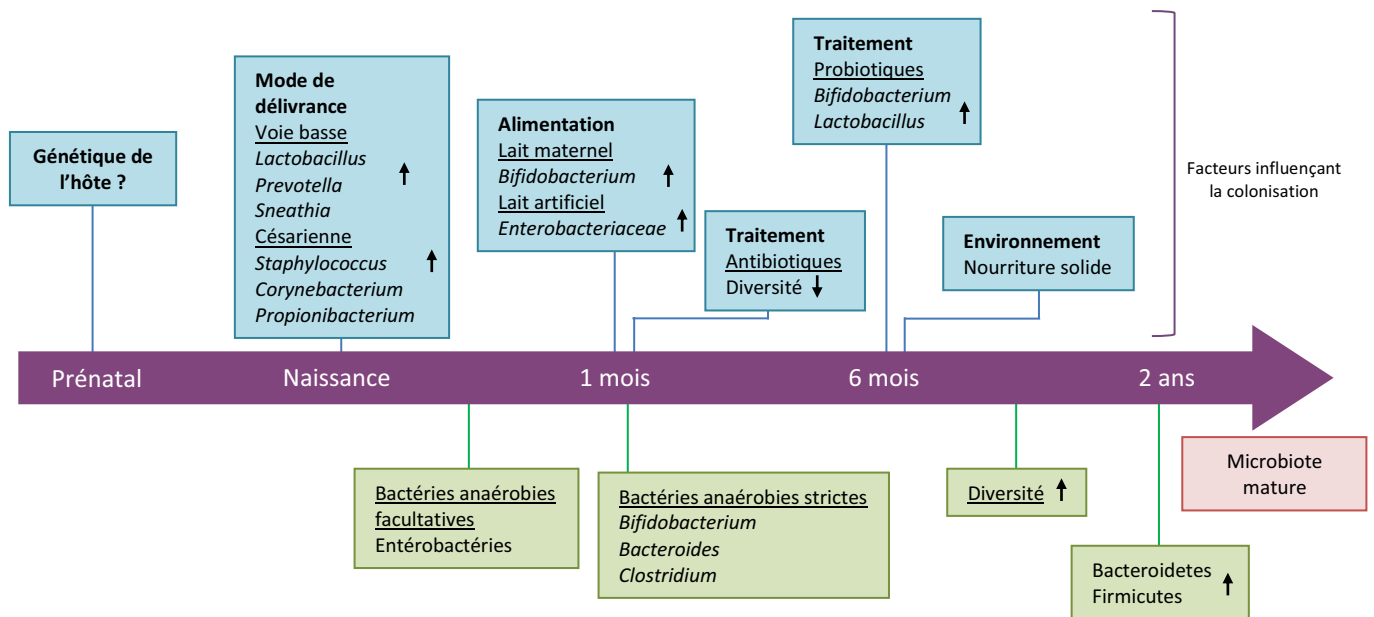 Génétique de
l'hôte ?
Mode de
délivrance
Voie basse
Lactobacillus
Prevotella
Sneathia
Césarienne
Staphylococcus
Corynebacterium
Propionibacterium
Alimentation
Lait maternel
Bifidobacterium
Lait artificiel
Enterobacteriaceae
Traitement
Antibiotiques
Diversité
Traitement
Probiotiques
Bifidobacterium
Lactobacillus
Environnement
Nourriture solide
Facteurs influençant
la colonisation
Prénatal
Naissance
1 mois
6 mois
2 ans
Bactéries anaérobies
facultatives
Entérobactéries
Bactéries anaérobies strictes
Bifidobacterium
Bacteroides
Clostridium
Diversité
Bacteroidetes
Firmicutes
Microbiote
mature